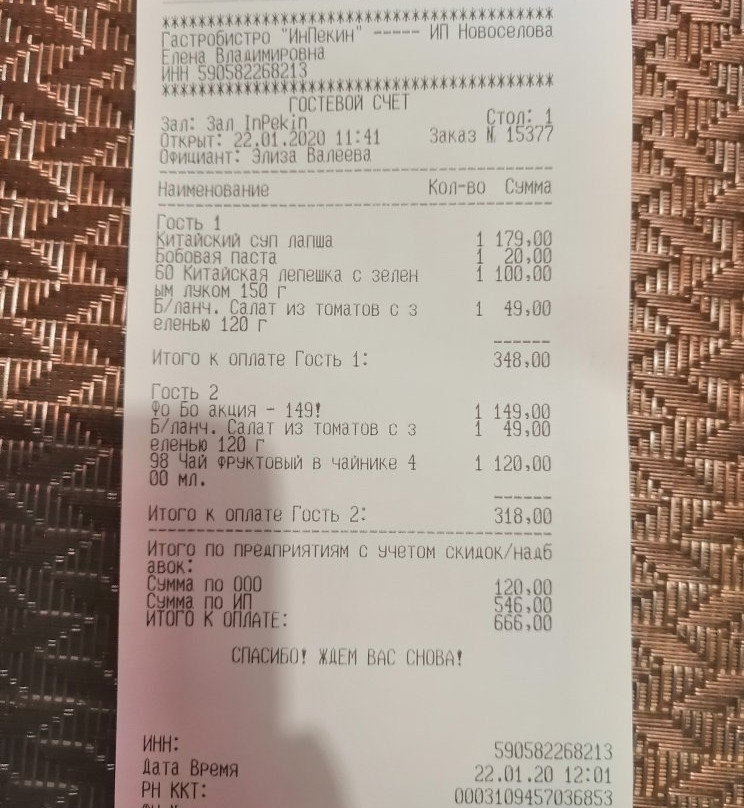 ****************************************
Гастробистро "ИнПекин" ----- ИП Новоселова
Елена Владимировна
ИНН 590582268213
****************************************
ГОСТЕВОЙ СЧЕТ
Зал: Зал InPekin Стол: 1
Открыт: 22.01.2020 11:41 Заказ № 15377
Официант: Элиза Валеева
Наименование Кол-во Сумма
Гость 1
Китайский суп лапша 1 179,00
Бобовая паста 1 20,00
60 Китайская лепешка с зелен 1 100,00
ым луком 150 г
Б/ланч. Салат из томатов с з 1 49,00
еленью 120 г
------
Итого к оплате Гость 1: 348,00
Гость 2
Фо Бо акция - 149! 1 149,00
Б/ланч. Салат из томатов с з 1 49,00
еленью 120 г
98 Чай фруктовый в чайнике 4 1 120,00
00 мл.
------
Итого к оплате Гость 2: 318,00
Итого по предприятиям с учетом скидок/надб
авок:
Сумма по ООО 120,00
Сумма по ИП 546,00
ИТОГО К ОПЛАТЕ: 666,00
СПАСИБО! ЖДЕМ ВАС СНОВА!
ИНН: 590582268213
Дата Время 22.01.20 12:01
РН ККТ: 0003109457036853